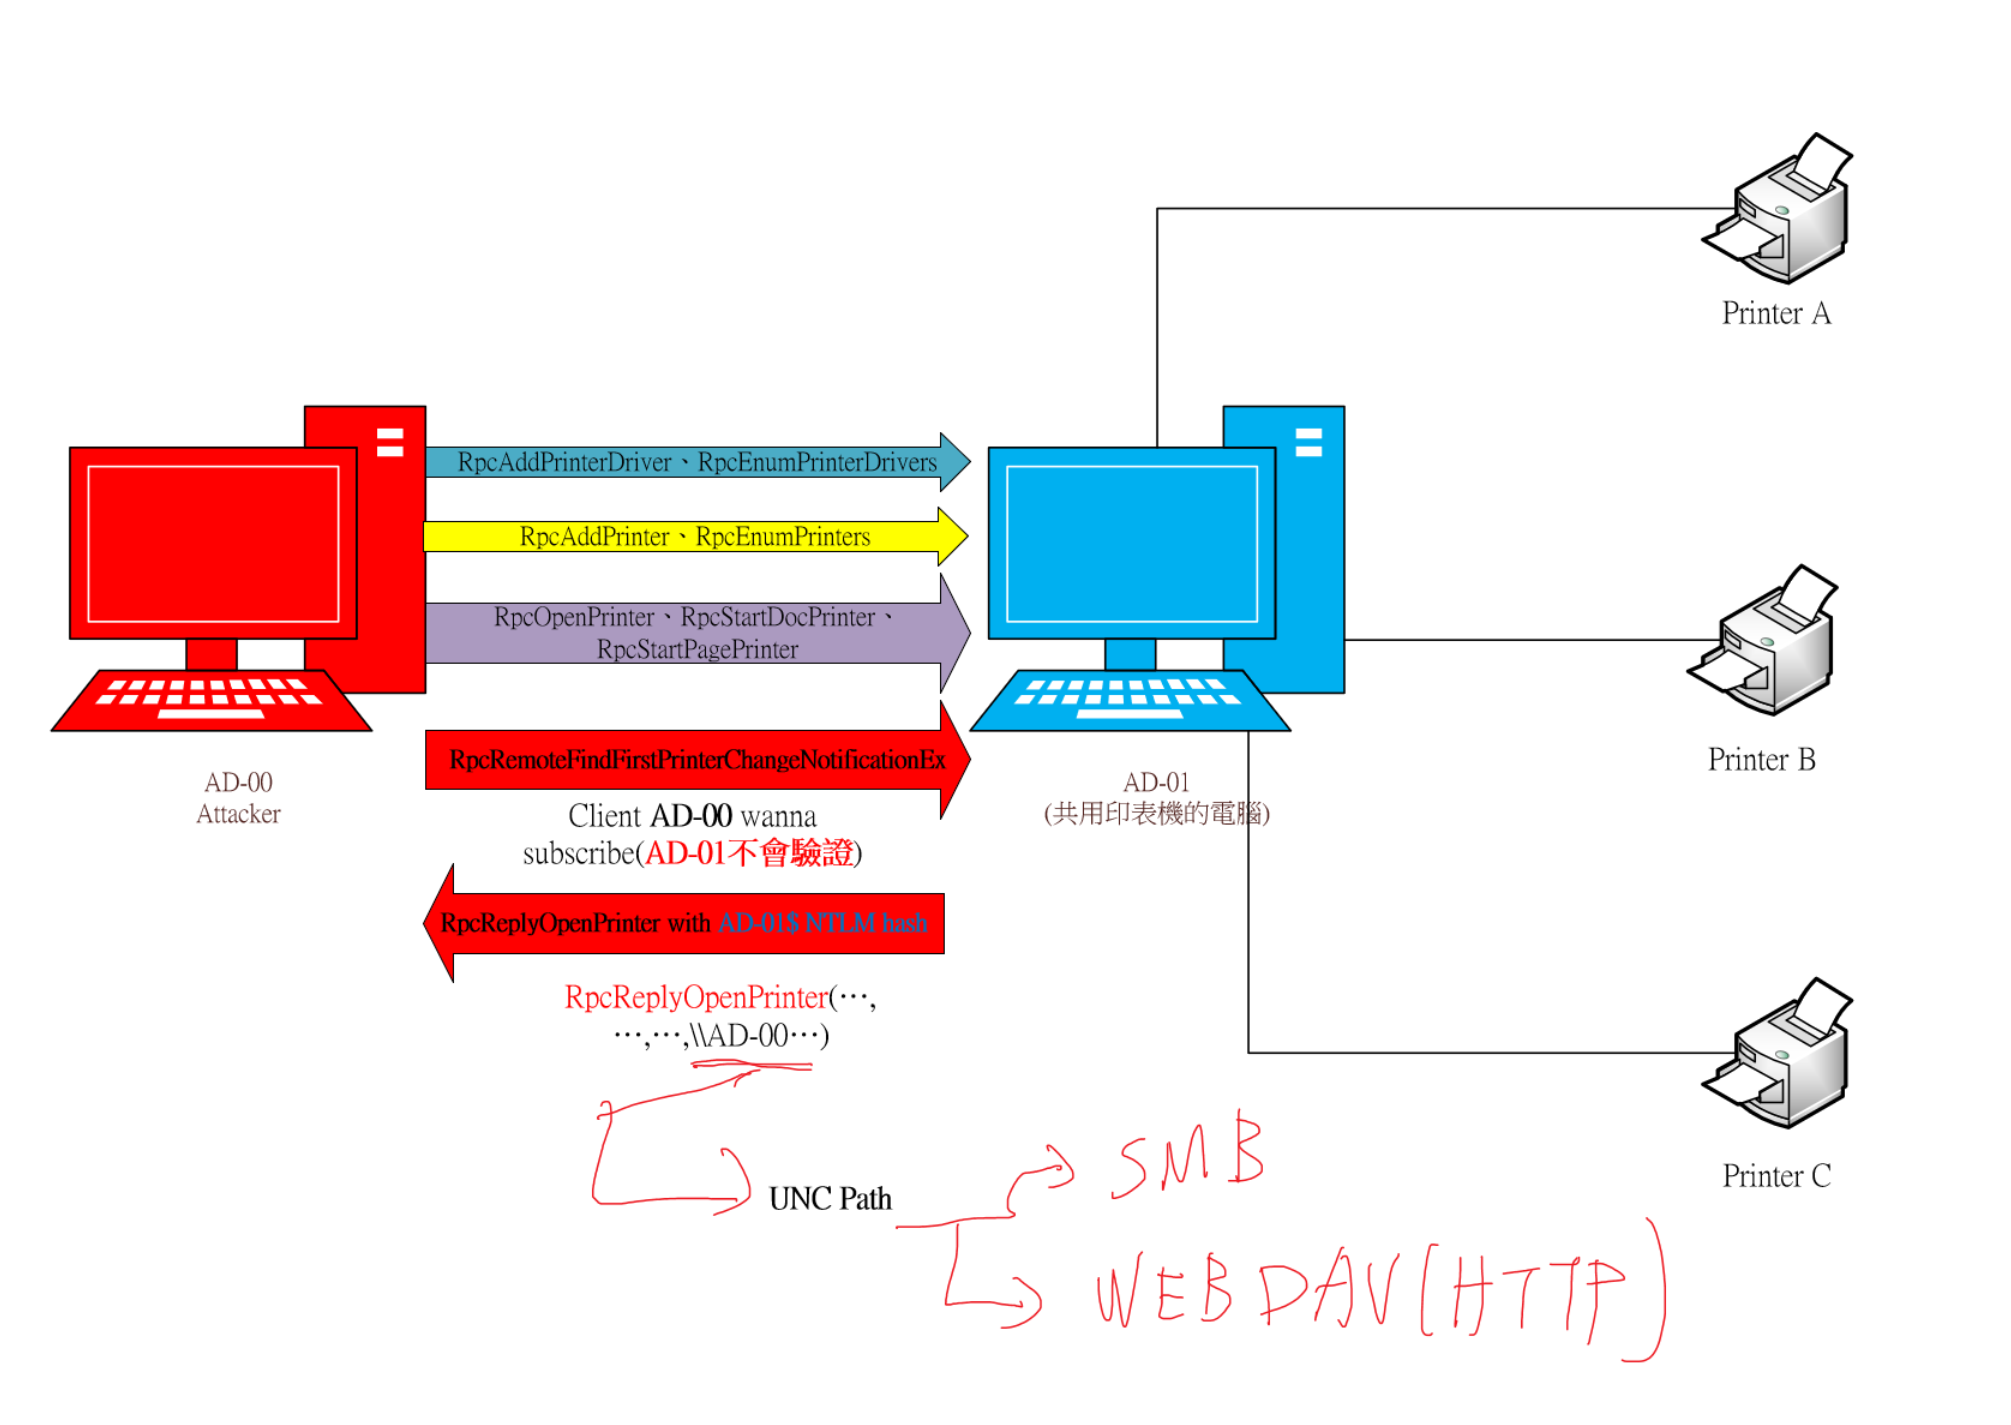 Printer A
RpcAddPrinterDriver、RpcEnumPrinterDrivers
RpcAddPrinter、RpcEnumPrinters
RpcOpenPrinter、RpcStartDocPrinter、
RpcStartPagePrinter
RpcRemoteFindFirstPrinterChangeNotificationEx
Printer B
AD-00
Attacker
AD-01
(共用印表機的電腦)
Client AD-00 wanna
subscribe(AD-01不會驗證)
RpcReplyOpenPrinter with AD-01$ NTLM hash
RpcReplyOpenPrinter(…,
…,…,\\AD-00…)
SMB
Printer C
UNC Path
WEBDAV(HTTP)